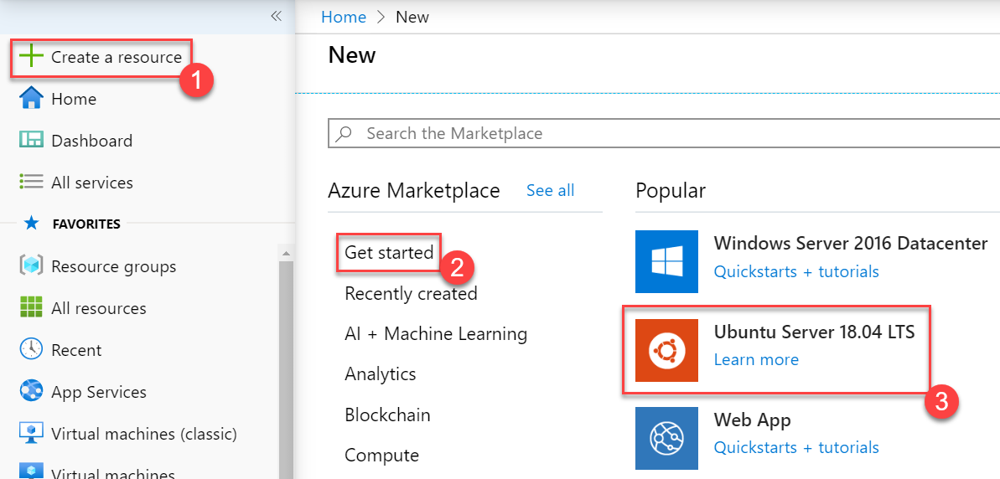 «
Create a resource
1
Home
Dashboard
All services
FAVORITES
Resource groups
All resources
Recent
App Services
Virtual machines (classic)
Virtual machines
Home > New
New
Search the Marketplace
Azure Marketplace See all
Get started
2
Recently created
AI + Machine Learning
Analytics
Blockchain
Compute
Popular
Windows Server 2016 Datacenter
Quickstarts + tutorials
Ubuntu Server 18.04 LTS
Learn more
3
Web App
Quickstarts + tutorials